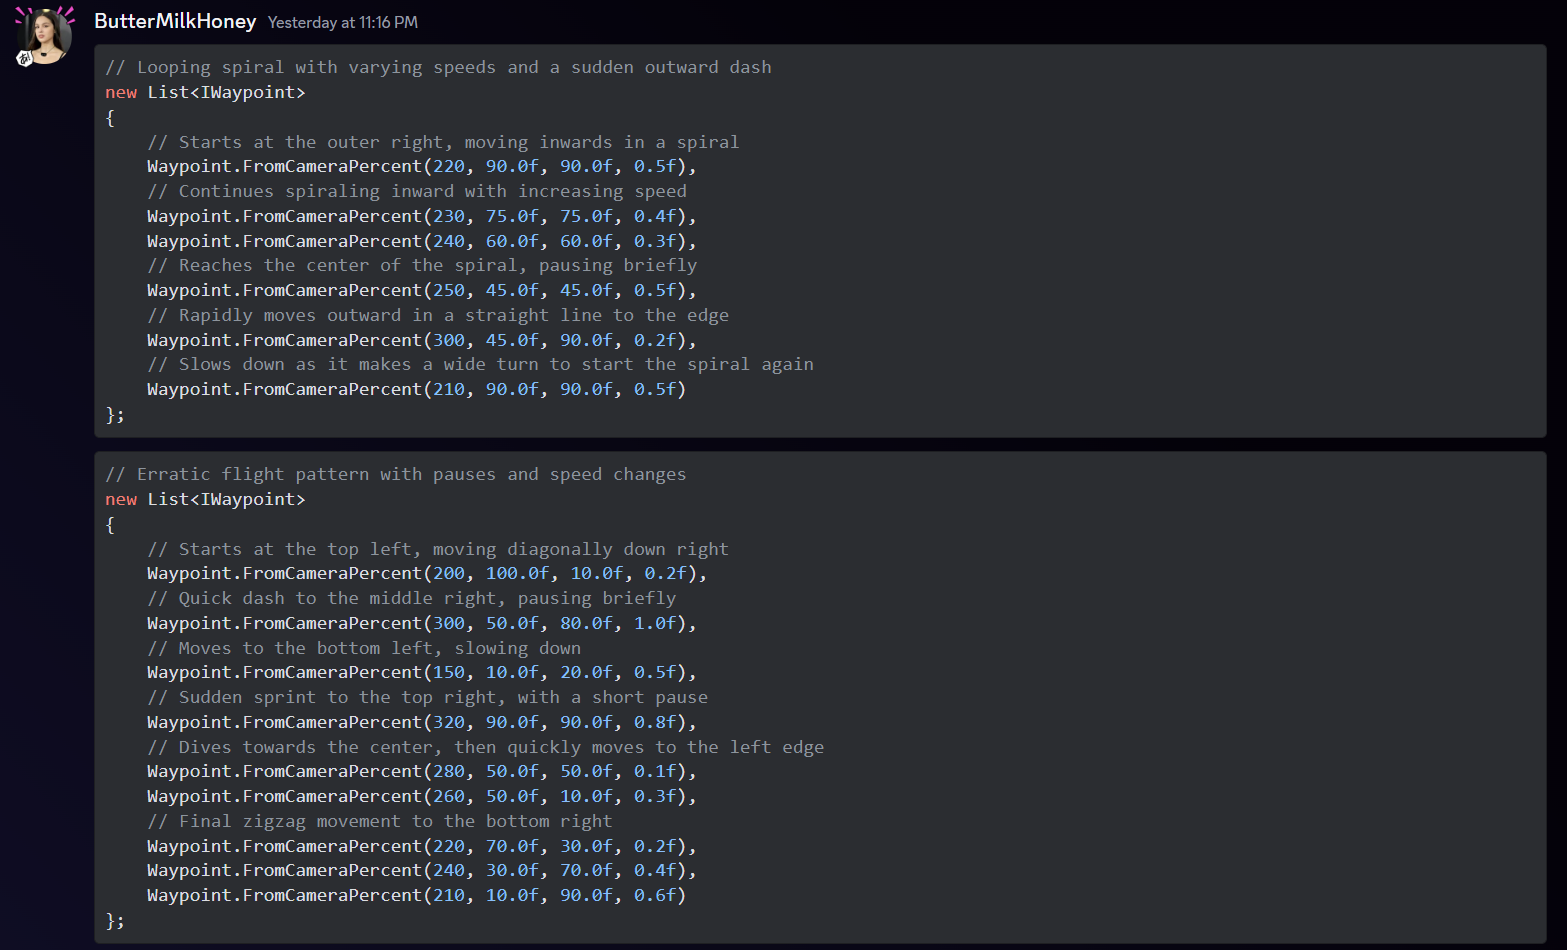 ButterMilkHoney Yesterday at 11:16 PM
// Looping spiral with varying speeds and a sudden outward dash
new List<IWaypoint>
{
    // Starts at the outer right, moving inwards in a spiral
    Waypoint.FromCameraPercent(220, 90.0f, 90.0f, 0.5f),
    // Continues spiraling inward with increasing speed
    Waypoint.FromCameraPercent(230, 75.0f, 75.0f, 0.4f),
    Waypoint.FromCameraPercent(240, 60.0f, 60.0f, 0.3f),
    // Reaches the center of the spiral, pausing briefly
    Waypoint.FromCameraPercent(250, 45.0f, 45.0f, 0.5f),
    // Rapidly moves outward in a straight line to the edge
    Waypoint.FromCameraPercent(300, 45.0f, 90.0f, 0.2f),
    // Slows down as it makes a wide turn to start the spiral again
    Waypoint.FromCameraPercent(210, 90.0f, 90.0f, 0.5f)
};
// Erratic flight pattern with pauses and speed changes
new List<IWaypoint>
{
    // Starts at the top left, moving diagonally down right
    Waypoint.FromCameraPercent(200, 100.0f, 10.0f, 0.2f),
    // Quick dash to the middle right, pausing briefly
    Waypoint.FromCameraPercent(300, 50.0f, 80.0f, 1.0f),
    // Moves to the bottom left, slowing down
    Waypoint.FromCameraPercent(150, 10.0f, 20.0f, 0.5f),
    // Sudden sprint to the top right, with a short pause
    Waypoint.FromCameraPercent(320, 90.0f, 90.0f, 0.8f),
    // Dives towards the center, then quickly moves to the left edge
    Waypoint.FromCameraPercent(280, 50.0f, 50.0f, 0.1f),
    Waypoint.FromCameraPercent(260, 50.0f, 10.0f, 0.3f),
    // Final zigzag movement to the bottom right
    Waypoint.FromCameraPercent(220, 70.0f, 30.0f, 0.2f),
    Waypoint.FromCameraPercent(240, 30.0f, 70.0f, 0.4f),
    Waypoint.FromCameraPercent(210, 10.0f, 90.0f, 0.6f)
};